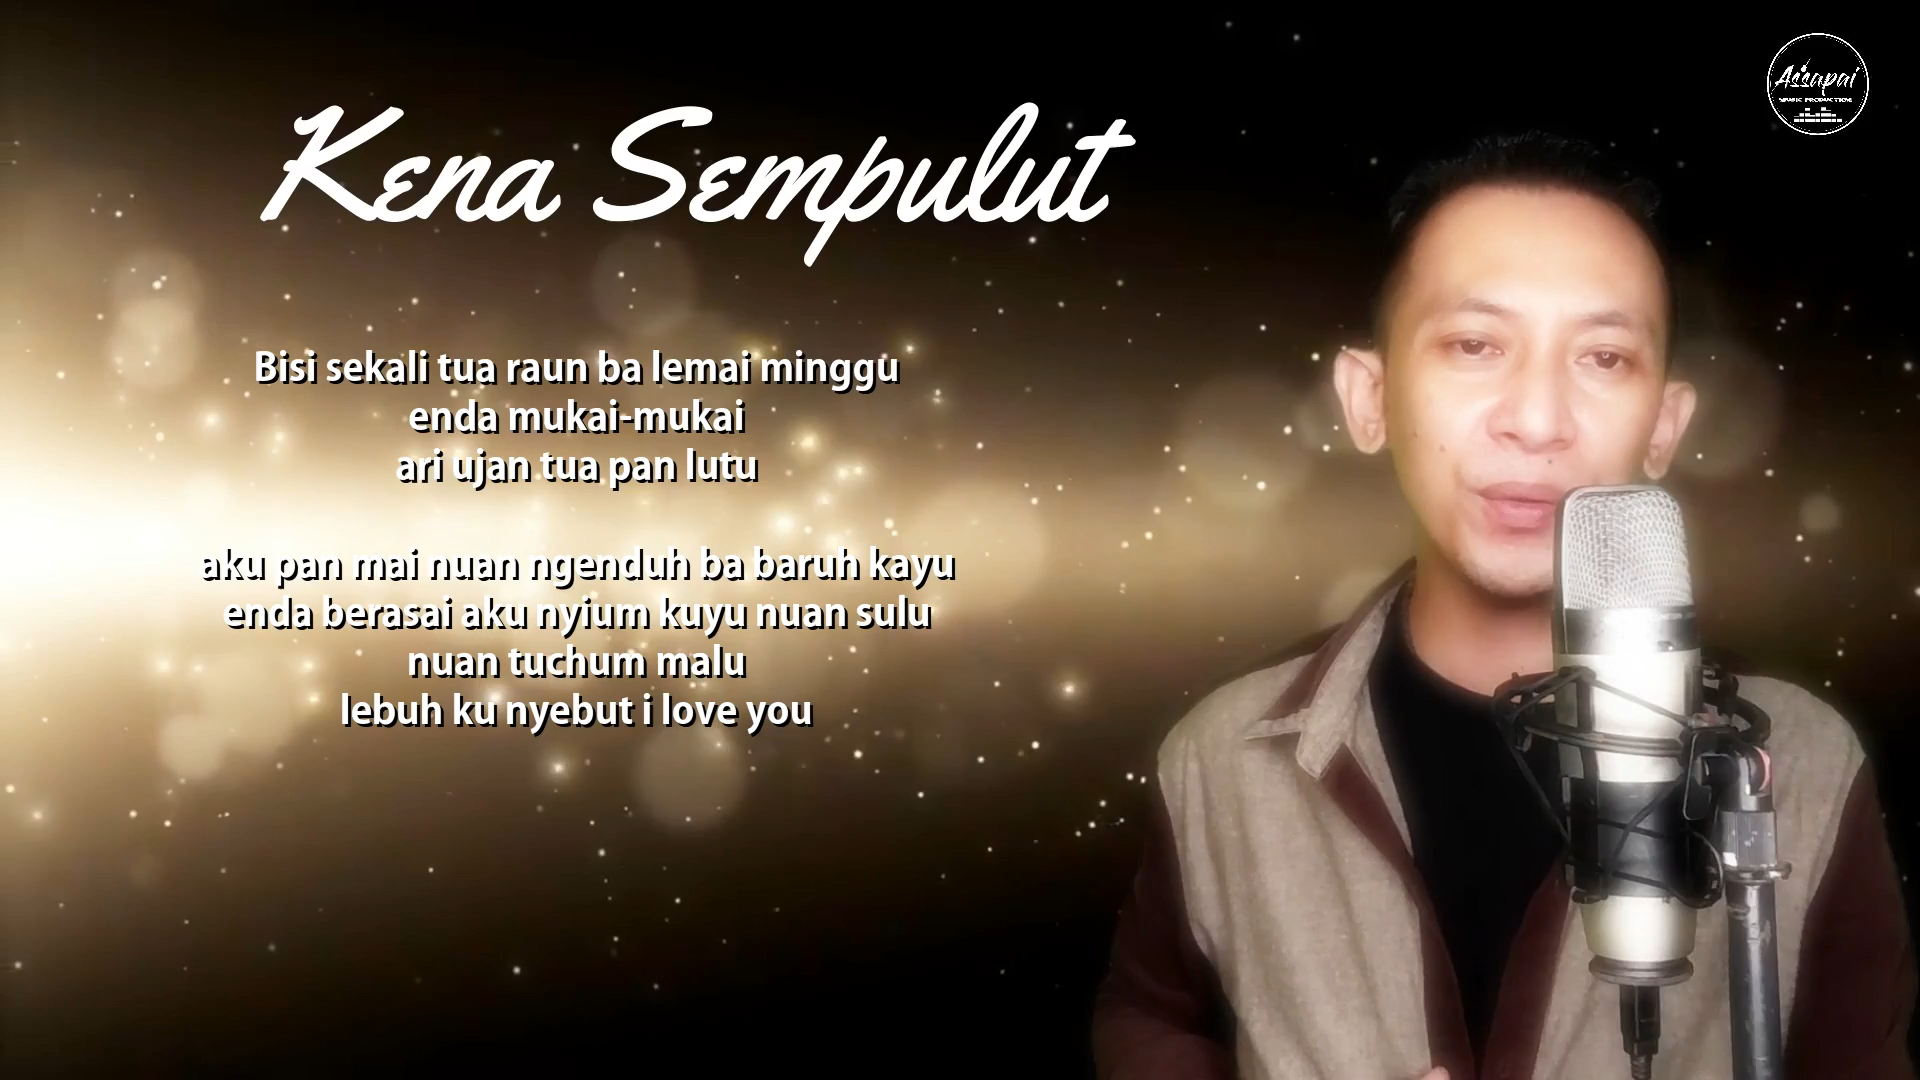 Kena Sempulut
Assapai
MUSIC PRODUCTION
Bisi sekali tua raun ba lemai minggu
enda mukai-mukai
ari ujan tua pan lutu
aku pan mai nuan ngenduh ba baruh kayu
enda berasai aku nyium kuyu nuan sulu
nuan tuchum malu
lebuh ku nyebut i love you